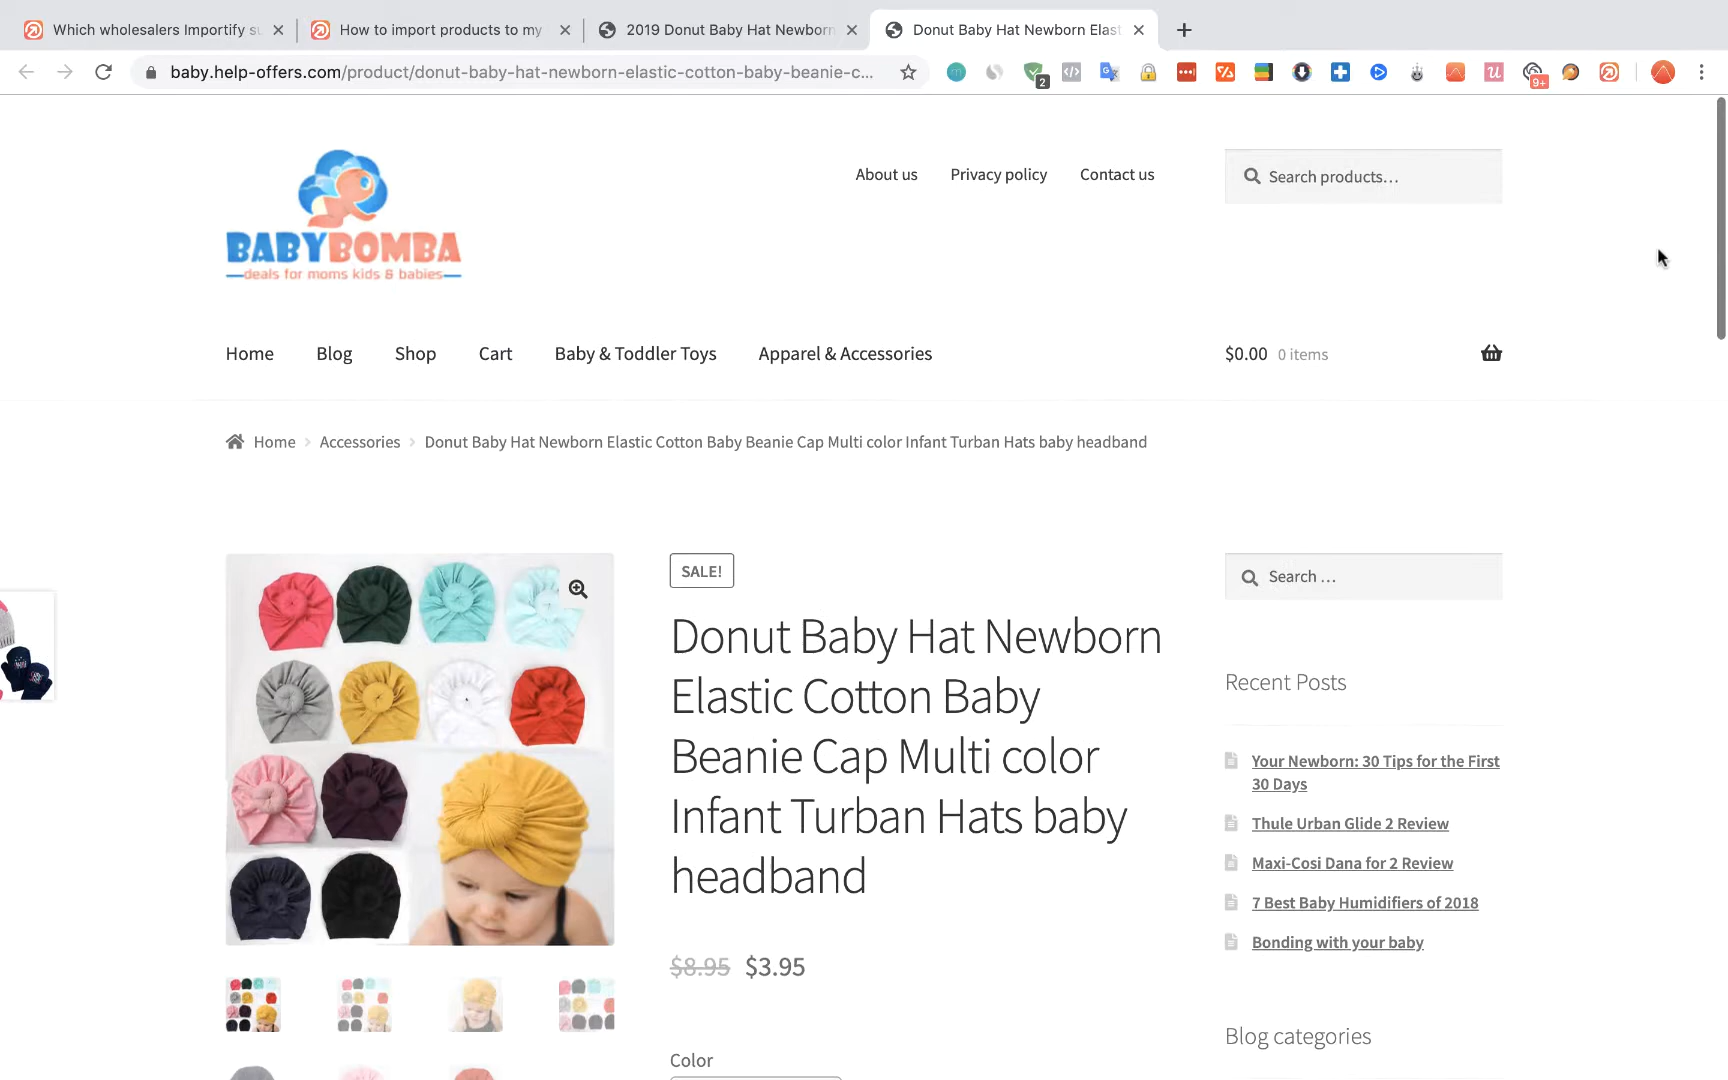 Which wholesalers Importify su
How to import products to my
2019 Donut Baby Hat Newborn
Donut Baby Hat Newborn Elast
baby.help-offers.com/product/donut-baby-hat-newborn-elastic-cotton-baby-beanie-c...
2
9+
BABYBOMBA
deals for moms kids & babies
About us
Privacy policy
Contact us
Search products...
Home
Blog
Shop
Cart
Baby & Toddler Toys
Apparel & Accessories
$0.00 0 items
Home > Accessories > Donut Baby Hat Newborn Elastic Cotton Baby Beanie Cap Multi color Infant Turban Hats baby headband
SALE!
Donut Baby Hat Newborn
Elastic Cotton Baby
Beanie Cap Multi color
Infant Turban Hats baby
headband
$8.95 $3.95
Color
Search ...
Recent Posts
Your Newborn: 30 Tips for the First
30 Days
Thule Urban Glide 2 Review
Maxi-Cosi Dana for 2 Review
7 Best Baby Humidifiers of 2018
Bonding with your baby
Blog categories